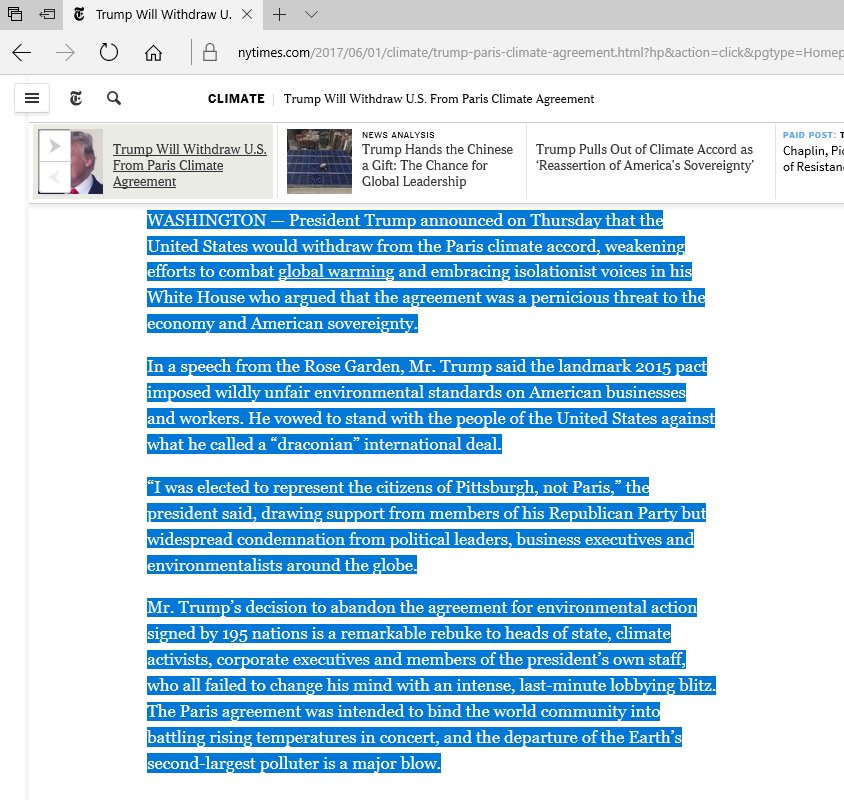 Trump Will Withdraw U.
nytimes.com/2017/06/01/climate/trump-paris-climate-agreement.html?hp&action=click&pgtype=Homep
CLIMATE Trump Will Withdraw U.S. From Paris Climate Agreement
Trump Will Withdraw U.S.
From Paris Climate
Agreement
NEWS ANALYSIS
Trump Hands the Chinese
a Gift: The Chance for
Global Leadership
Trump Pulls Out of Climate Accord as
‘Reassertion of America’s Sovereignty’
PAID POST: T
Chaplin, Pic
of Resistan
WASHINGTON — President Trump announced on Thursday that the
United States would withdraw from the Paris climate accord, weakening
efforts to combat global warming and embracing isolationist voices in his
White House who argued that the agreement was a pernicious threat to the
economy and American sovereignty.
In a speech from the Rose Garden, Mr. Trump said the landmark 2015 pact
imposed wildly unfair environmental standards on American businesses
and workers. He vowed to stand with the people of the United States against
what he called a “draconian” international deal.
“I was elected to represent the citizens of Pittsburgh, not Paris,” the
president said, drawing support from members of his Republican Party but
widespread condemnation from political leaders, business executives and
environmentalists around the globe.
Mr. Trump’s decision to abandon the agreement for environmental action
signed by 195 nations is a remarkable rebuke to heads of state, climate
activists, corporate executives and members of the president’s own staff,
who all failed to change his mind with an intense, last-minute lobbying blitz.
The Paris agreement was intended to bind the world community into
battling rising temperatures in concert, and the departure of the Earth’s
second-largest polluter is a major blow.